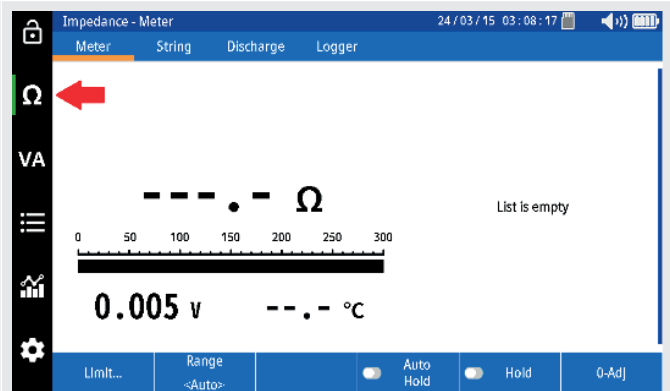 Impedance - Meter 24/03/15 03:08:17
Meter String Discharge Logger
Ω
VA
---.- Ω
List is empty
0 50 100 150 200 250 300
0.005 V --.- °C
Limit... Range <Auto> Auto Hold Hold 0-Adj